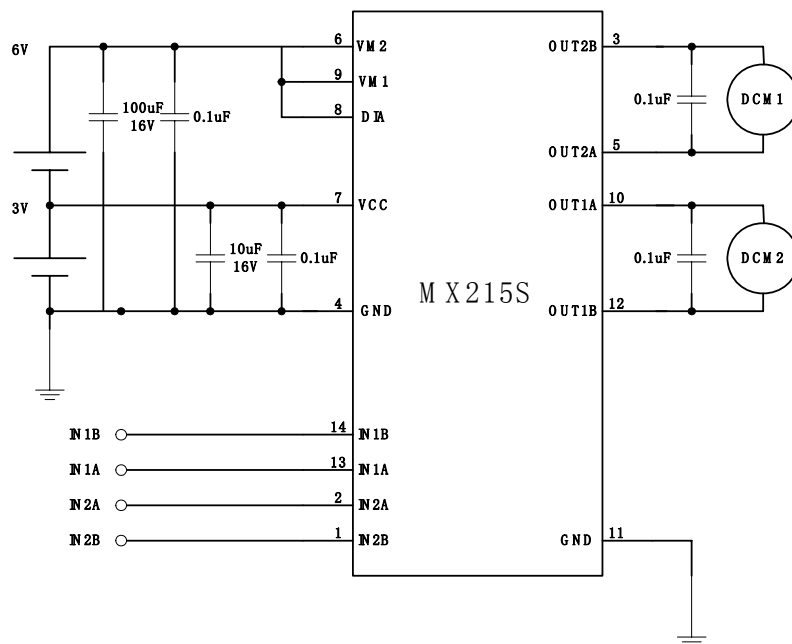 6V
6 VM2
9 VM1
8 DIA
100uF
16V
0.1uF
3V
7 VCC
10uF
16V
0.1uF
4 GND
MX215S
IN1B 14 IN1B
IN1A 13 IN1A
IN2A 2 IN2A
IN2B 1 IN2B
OUT2B 3
0.1uF
DCM1
OUT2A 5
OUT1A 10
0.1uF
DCM2
OUT1B 12
GND 11